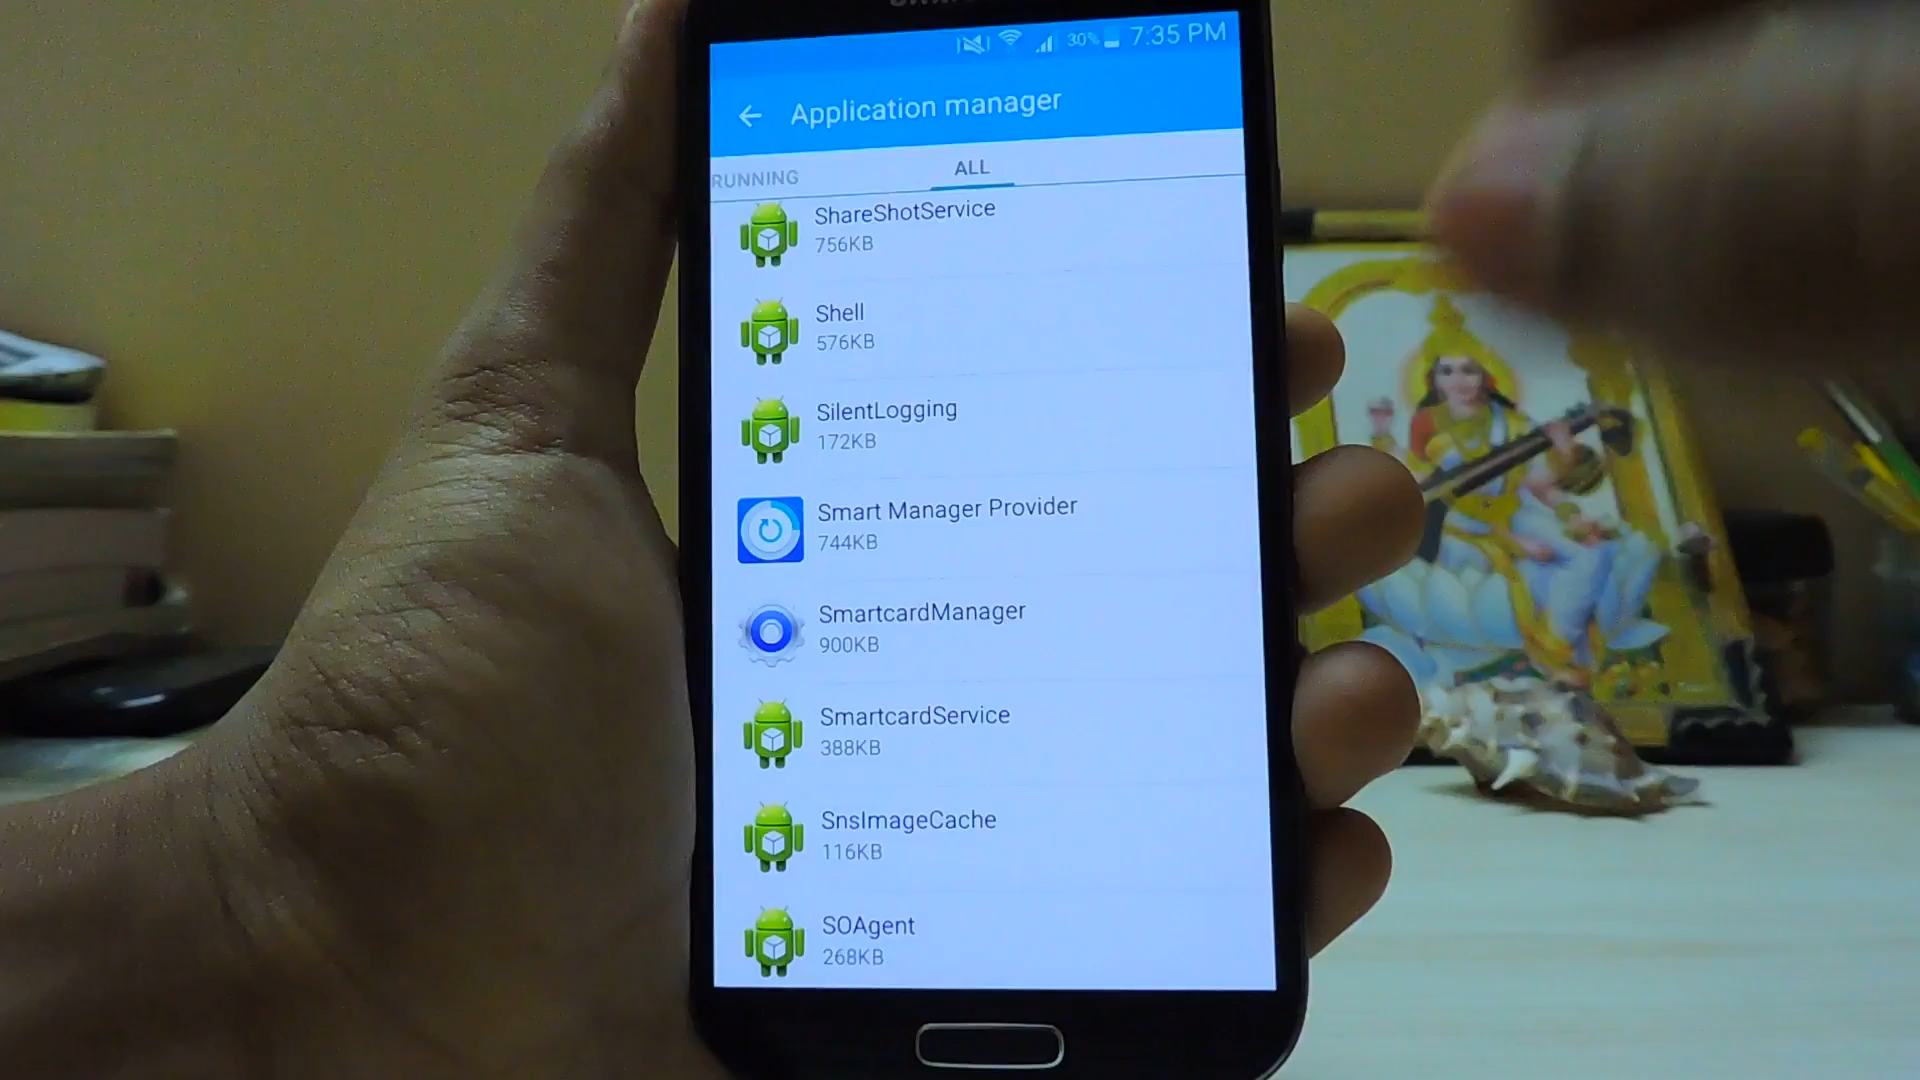 30% 7:35 PM
Application manager
RUNNING ALL
ShareShotService
756KB
Shell
576KB
SilentLogging
172KB
Smart Manager Provider
744KB
SmartcardManager
900KB
SmartcardService
388KB
SnsImageCache
116KB
SOAgent
268KB